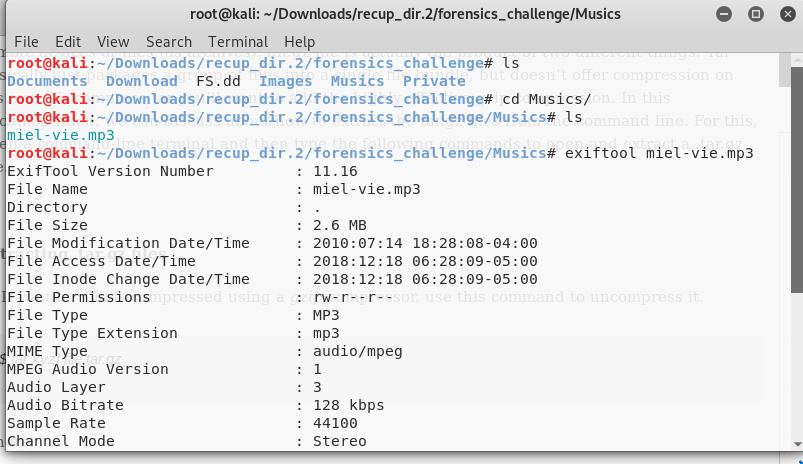 root@kali: ~/Downloads/recup_dir.2/forensics_challenge/Musics
File Edit View Search Terminal Help
root@kali:~/Downloads/recup_dir.2/forensics_challenge# ls
Documents Download FS.dd Images Musics Private
root@kali:~/Downloads/recup_dir.2/forensics_challenge# cd Musics/
root@kali:~/Downloads/recup_dir.2/forensics_challenge/Musics# ls
miel-vie.mp3
root@kali:~/Downloads/recup_dir.2/forensics_challenge/Musics# exiftool miel-vie.mp3
ExifTool Version Number : 11.16
File Name : miel-vie.mp3
Directory : .
File Size : 2.6 MB
File Modification Date/Time : 2010:07:14 18:28:08-04:00
File Access Date/Time : 2018:12:18 06:28:09-05:00
File Inode Change Date/Time : 2018:12:18 06:28:09-05:00
File Permissions : rw-r--r--
File Type : MP3
File Type Extension : mp3
MIME Type : audio/mpeg
MPEG Audio Version : 1
Audio Layer : 3
Audio Bitrate : 128 kbps
Sample Rate : 44100
Channel Mode : Stereo